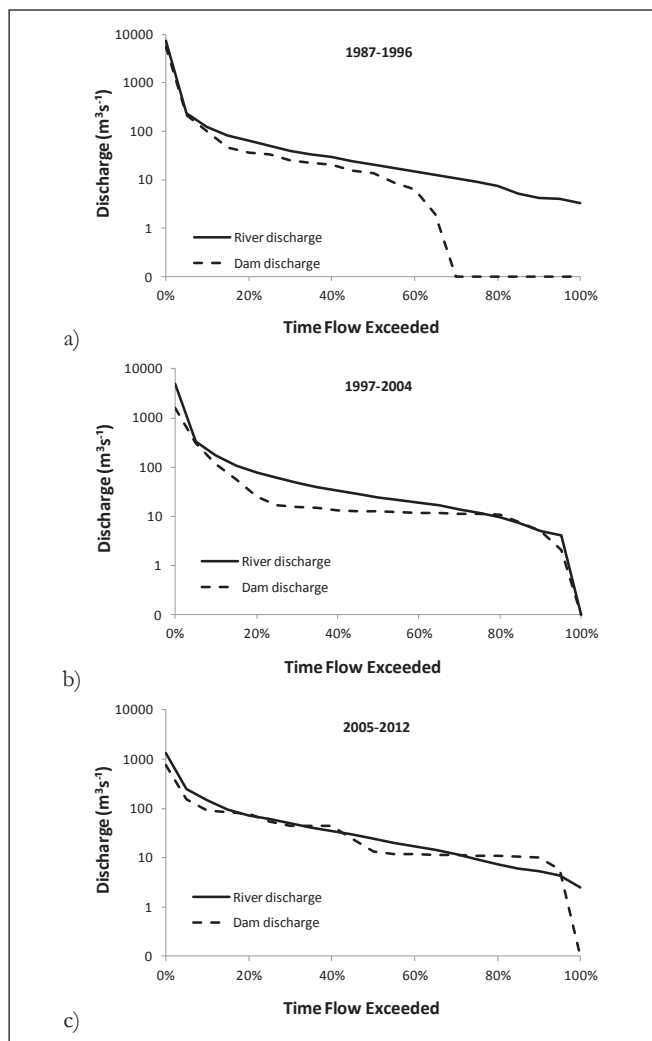 1987-1996
10000
1000
100
10
1
0
Discharge (m³s⁻¹)
River discharge
Dam discharge
0% 20% 40% 60% 80% 100%
Time Flow Exceeded
a)
1997-2004
10000
1000
100
10
1
0
Discharge (m³s⁻¹)
River discharge
Dam discharge
0% 20% 40% 60% 80% 100%
Time Flow Exceeded
b)
2005-2012
10000
1000
100
10
1
0
Discharge (m³s⁻¹)
River discharge
Dam discharge
0% 20% 40% 60% 80% 100%
Time Flow Exceeded
c)